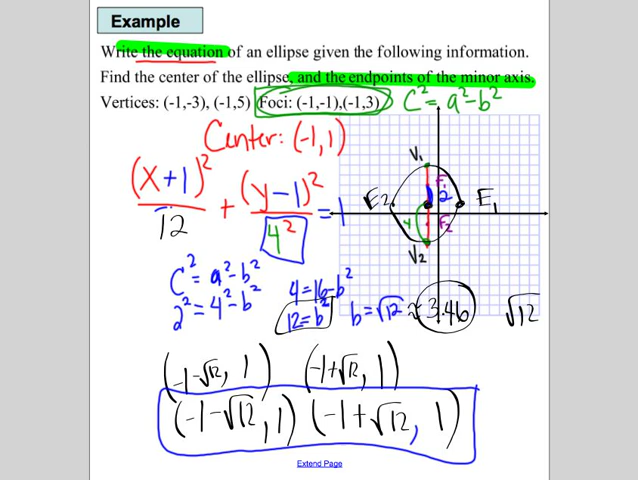 Example
Write the equation of an ellipse given the following information.
Find the center of the ellipse, and the endpoints of the minor axis.
Vertices: (-1,-3), (-1,5) Foci: (-1,-1),(-1,3) C² = a² - b²
Center: (-1, 1)
(x + 1)² / 12 + (y - 1)² / 4² = 1
V₁
F₁
2
E₂
E₁
4
F₂
V₂
C² = a² - b²
2² = 4² - b²
4 = 16 - b²
12 = b²
b = √12 ≈ 3.46
√12
(-1-√12, 1) (-1+√12, 1)
(-1-√12, 1) (-1+√12, 1)
Extend Page